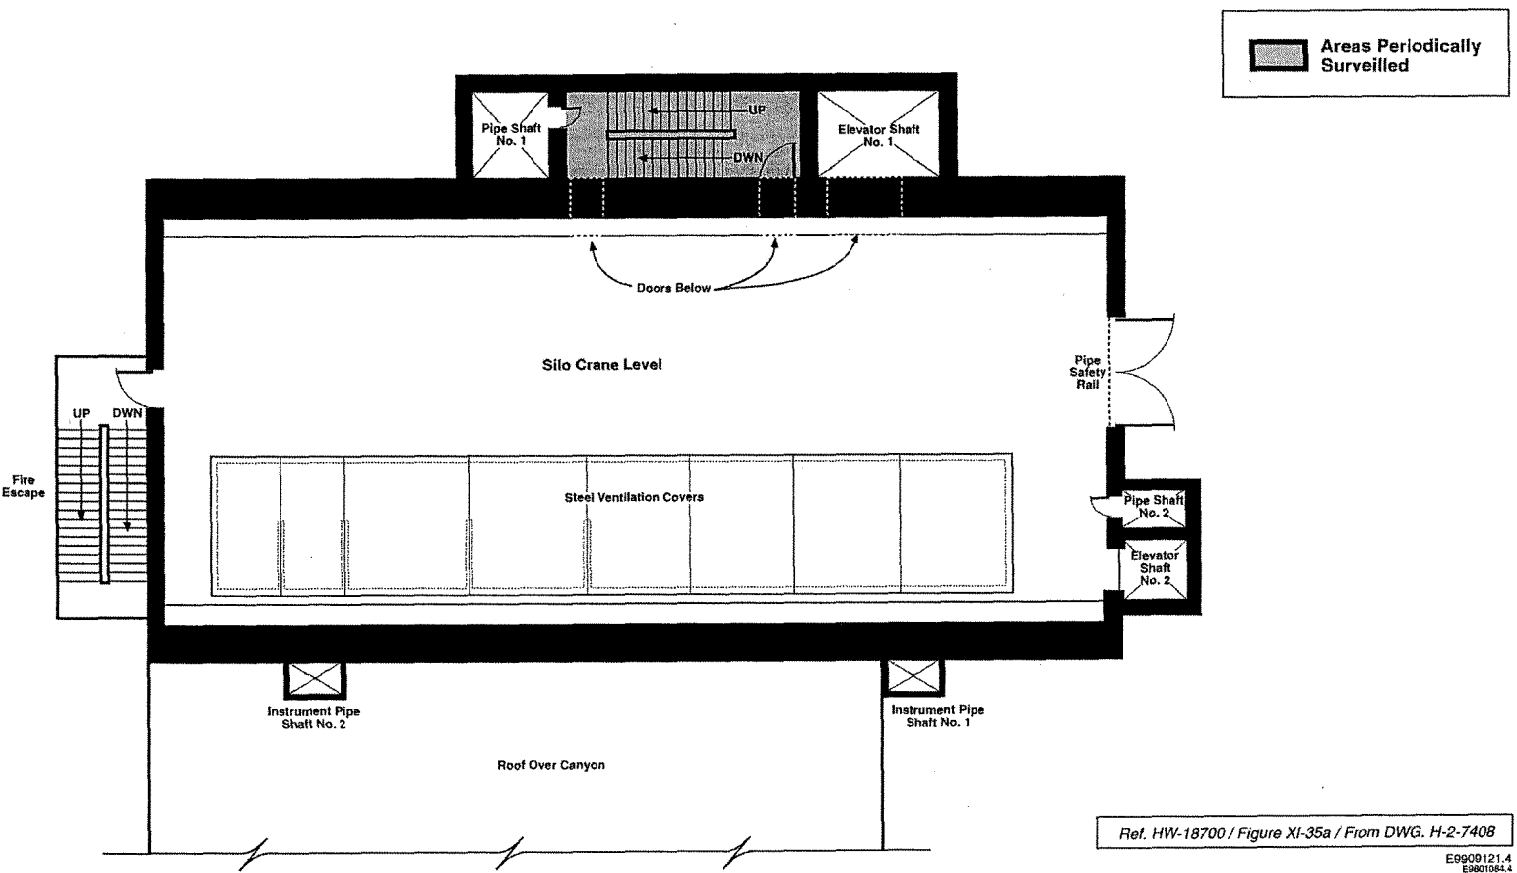 Areas Periodically
Surveilled
UP
Pipe Shaft
No. 1
Elevator Shaft
No. 1
DWN
Doors Below
Silo Crane Level
Pipe
Safety
Rail
UP
DWN
Fire
Escape
Steel Ventilation Covers
Pipe Shaft
No. 2
Elevator
Shaft
No. 2
Instrument Pipe
Shaft No. 2
Instrument Pipe
Shaft No. 1
Roof Over Canyon
Ref. HW-18700 / Figure XI-35a / From DWG. H-2-7408
E9909121.4
E9801064.4